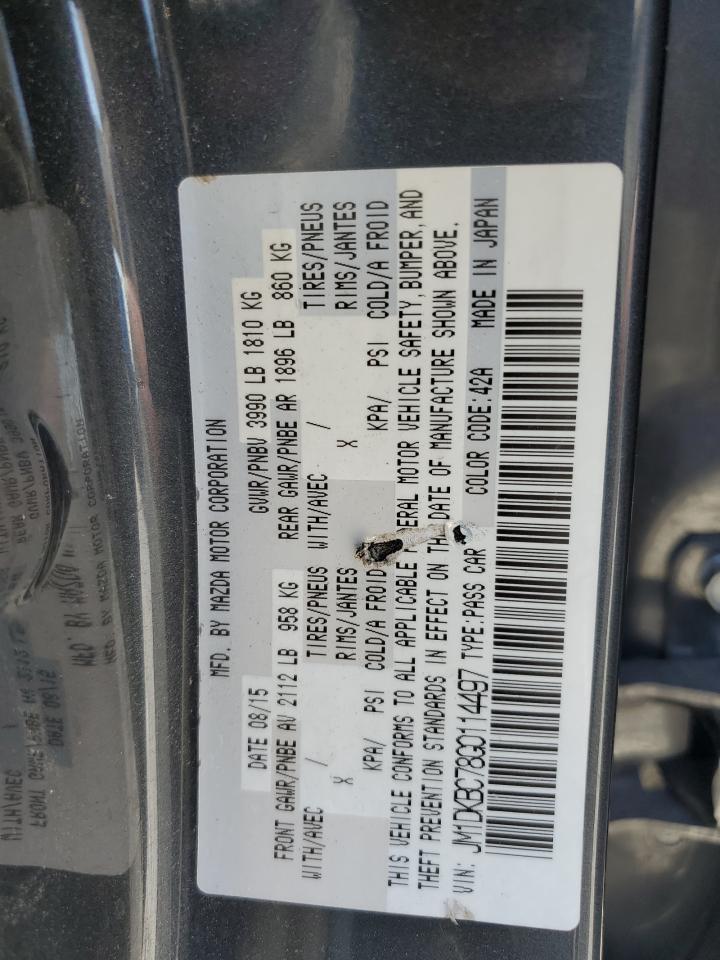 MFD. BY MAZDA MOTOR CORPORATION
DATE 08/15 GVWR/PNBV 3990 LB 1810 KG
FRONT GAWR/PNBE AV 2112 LB 958 KG REAR GAWR/PNBE AR 1896 LB 860 KG
WITH/AVEC / TIRES/PNEUS WITH/AVEC / TIRES/PNEUS
X RIMS/JANTES X RIMS/JANTES
KPA/ PSI COLD/A FROID KPA/ PSI COLD/A FROID
THIS VEHICLE CONFORMS TO ALL APPLICABLE MOTOR VEHICLE SAFETY, BUMPER, AND
THEFT PREVENTION STANDARDS IN EFFECT ON DATE OF MANUFACTURE SHOWN ABOVE.
VIN: JM1DKBC78G0114497 TYPE:PASS CAR COLOR CODE:42A MADE IN JAPAN